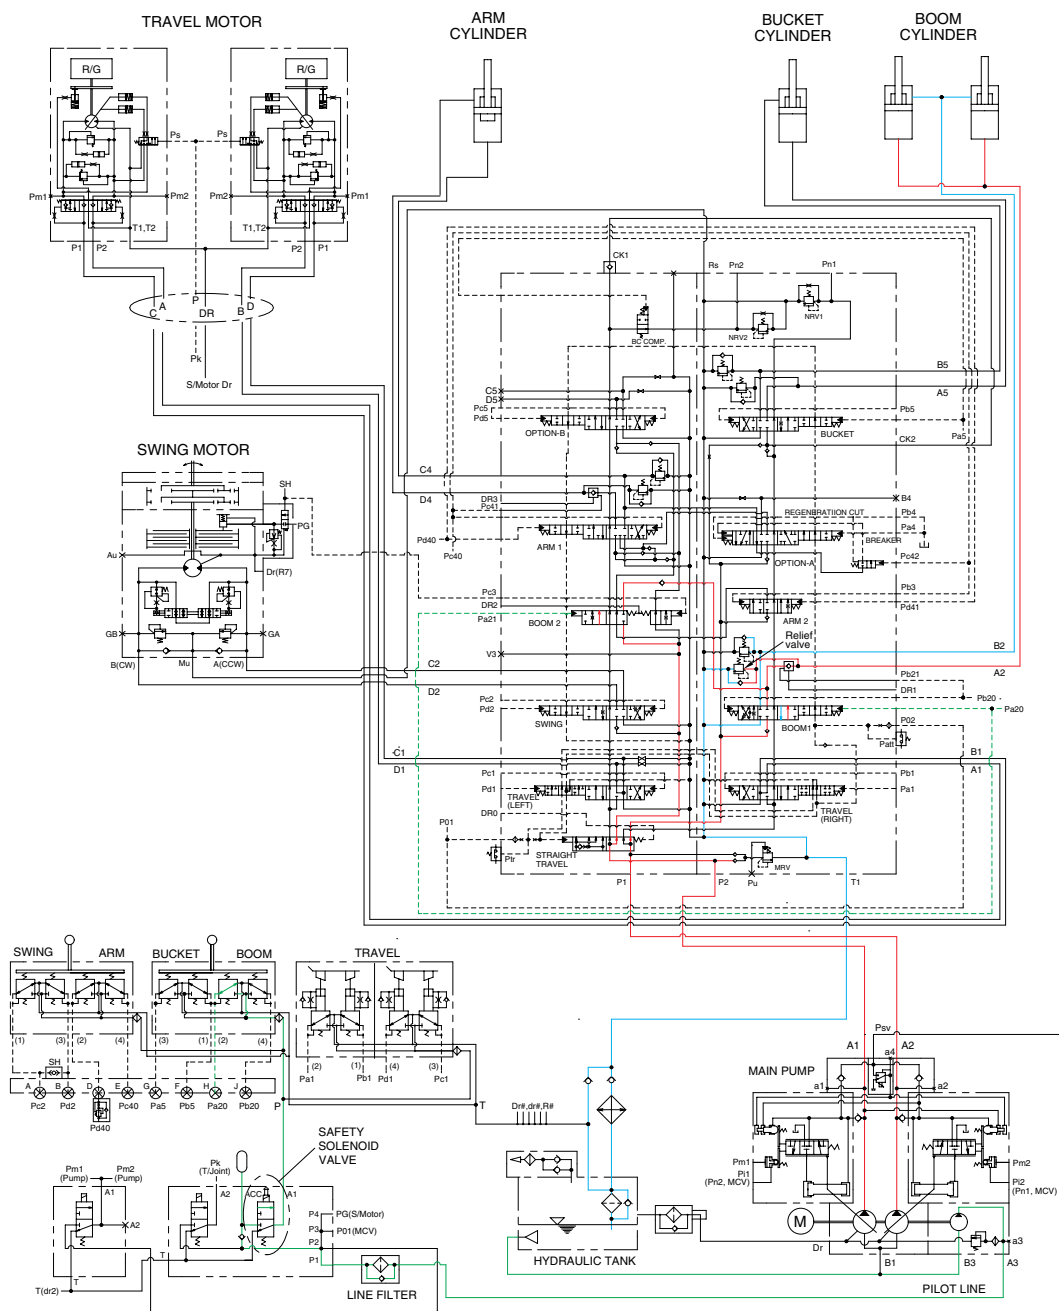 TRAVEL MOTOR
ARM
CYLINDER
BUCKET
CYLINDER
BOOM
CYLINDER
R/G
R/G
Ps
Ps
Pm1
Pm2
Pm2
Pm1
T1,T2
T1,T2
P1
P2
P2
P1
C
A
P
DR
B
D
Pk
S/Motor Dr
CK1
Rs
Pn2
Pn1
NRV1
NRV2
BC COMP.
B5
A5
C5
D5
Pc5
Pd5
OPTION-B
Pb5
BUCKET
Pa5
CK2
SWING MOTOR
SH
PG
Au
Dr(R7)
GB
GA
B(CW)
Mu
A(CCW)
C4
D4
DR3
Pc41
Pd40
Pc40
ARM 1
B4
REGENERATIION CUT
Pb4
Pa4
BREAKER
OPTION-A
Pc42
Pb3
Pd41
ARM 2
Pc3
DR2
Pa21
BOOM 2
Relief
valve
V3
B2
A2
C2
D2
Pb21
DR1
Pb20
Pa20
Pc2
Pd2
SWING
BOOM1
P02
Patt
C1
D1
B1
A1
Pc1
Pd1
TRAVEL
(LEFT)
Pb1
Pa1
TRAVEL
(RIGHT)
DR0
P01
Ptr
STRAIGHT
TRAVEL
MRV
P1
P2
Pu
T1
SWING
ARM
BUCKET
BOOM
TRAVEL
(1)
(3)
(2)
(4)
(3)
(1)
(2)
(4)
(2)
(1)
(4)
(3)
Pa1
Pb1
Pd1
Pc1
SH
A
B
D
E
G
F
H
J
Pc2
Pd2
Pd40
Pc40
Pa5
Pb5
Pa20
Pb20
P
T
Dr#,dr#,R#
SAFETY
SOLENOID
VALVE
Pm1
(Pump)
Pm2
(Pump)
Pk
(T/Joint)
A1
A2
A2
ACC
A1
P4
PG(S/Motor)
P3
P01(MCV)
P2
P1
T
T
T(dr2)
LINE FILTER
HYDRAULIC TANK
Psv
A1
A2
a4
MAIN PUMP
a1
a2
Pm1
Pi1
(Pn2, MCV)
Pm2
Pi2
(Pn1, MCV)
M
Dr
a3
B1
B3
A3
PILOT LINE